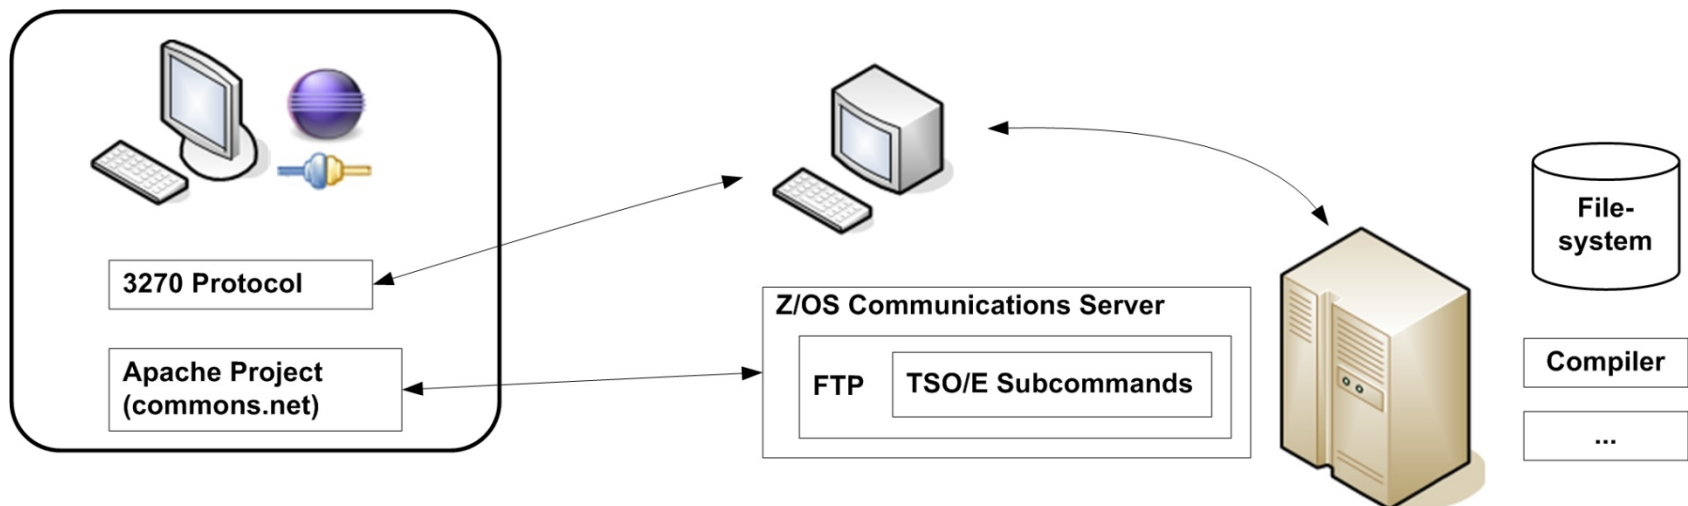 3270 Protocol
Apache Project
(commons.net)
Z/OS Communications Server
FTP
TSO/E Subcommands
File-
system
Compiler
...